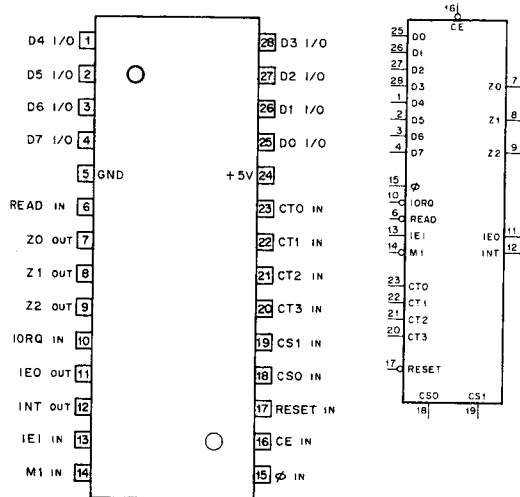 D4 I/O 1 28 D3 I/O
D5 I/O 2 27 D2 I/O
D6 I/O 3 26 D1 I/O
D7 I/O 4 25 D0 I/O
5 GND +5V 24
READ IN 6 23 CT0 IN
Z0 OUT 7 22 CT1 IN
Z1 OUT 8 21 CT2 IN
Z2 OUT 9 20 CT3 IN
IORQ IN 10 19 CS1 IN
IEO OUT 11 18 CS0 IN
INT OUT 12 17 RESET IN
IEI IN 13 16 CE IN
M1 IN 14 15 Ø IN
16
CE
25 D0
26 D1
27 D2
28 D3 Z0 7
1 D4
2 D5 Z1 8
3 D6
4 D7 Z2 9
15 Ø
10 IORQ
6 READ
13 IEI IEO 11
14 M1 INT 12
23 CT0
22 CT1
21 CT2
20 CT3
17 RESET
CS0 CS1
18 19